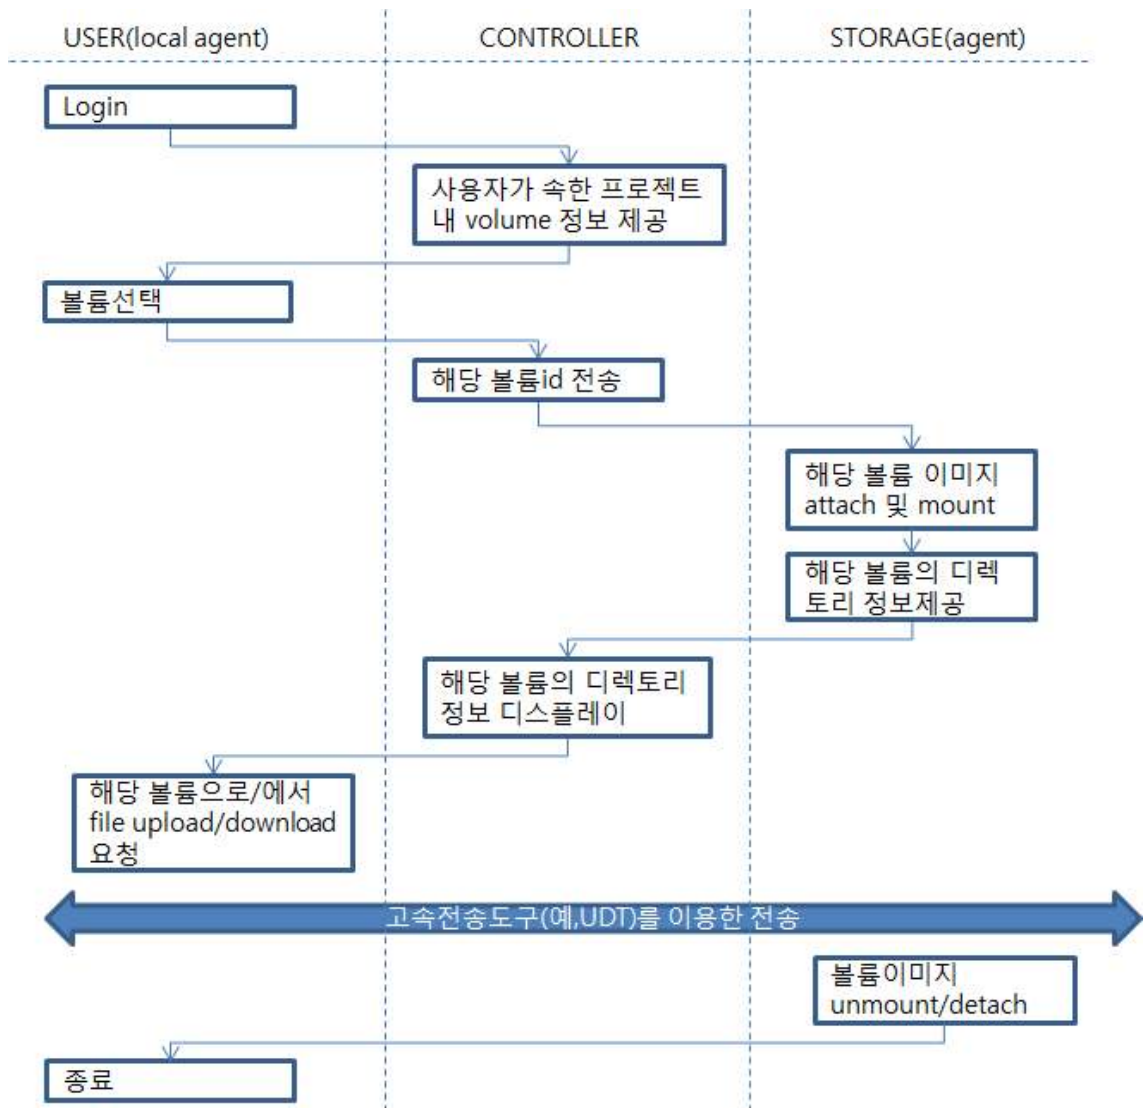 USER(local agent)
CONTROLLER
STORAGE(agent)
Login
사용자가 속한 프로젝트
내 volume 정보 제공
볼륨선택
해당 볼륨id 전송
해당 볼륨 이미지
attach 및 mount
해당 볼륨의 디렉
토리 정보제공
해당 볼륨의 디렉토리
정보 디스플레이
해당 볼륨으로/에서
file upload/download
요청
고속전송도구(예,UDT)를 이용한 전송
볼륨이미지
unmount/detach
종료